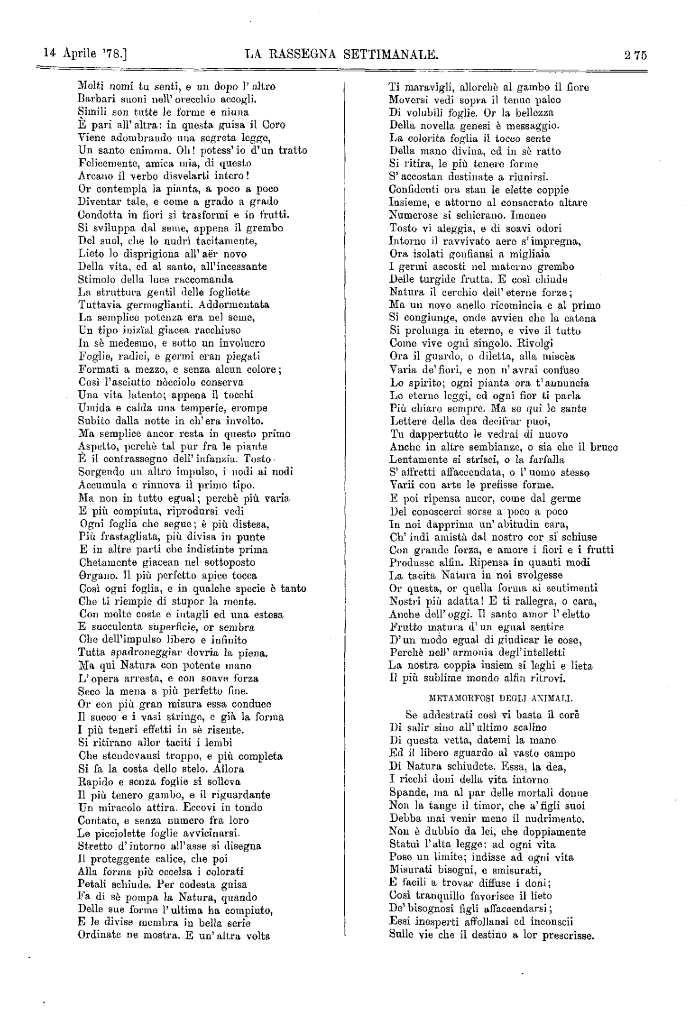 14 Aprile '78.]
LA RASSEGNA SETTIMANALE.
275
Molti nomi tu senti, e un dopo l'altro
Barbari suoni nell'orecchio accogli.
Simili son tutte le forme e niuna
È pari all'altra: in questa guisa il Coro
Viene adombrando una segreta legge,
Un santo enimma. Oh! potess'io d'un tratto
Felicemente, amica mia, di questo
Arcano il verbo disvelarti intero!
Or contempla la pianta, a poco a poco
Diventar tale, e come a grado a grado
Condotta in fiori si trasformi e in frutti.
Si sviluppa dal seme, appena il grembo
Del suol, che lo nudrì tacitamente,
Lieto lo disprigiona all'aër novo
Della vita, ed al santo, all'incessante
Stimolo della luce raccomanda
La struttura gentil delle fogliette
Tuttavia germoglianti. Addormentata
La semplice potenza era nel seme,
Un tipo inizïal giacea racchiuso
In sè medesmo, e sotto un involucro
Foglie, radici, e germi eran piegati
Formati a mezzo, e senza alcun colore;
Così l'asciutto nòcciolo conserva
Una vita latente; appena il tocchi
Umida e calda una temperie, erompe
Subito dalla notte in ch'era involto.
Ma semplice ancor resta in questo primo
Aspetto, perchè tal pur fra le piante
È il contrassegno dell'infanzia. Tosto
Sorgendo un altro impulso, i nodi ai nodi
Accumula e rinnova il primo tipo.
Ma non in tutto egual; perchè più varia
E più compiuta, riprodursi vedi
Ogni foglia che segue; è più distesa,
Più frastagliata, più divisa in punte
E in altre parti che indistinte prima
Chetamente giacean nel sottoposto
Organo. Il più perfetto apice tocca
Così ogni foglia, e in qualche specie è tanto
Che ti riempie di stupor la mente.
Con molte coste e intagli ed una estesa
E succulenta superficie, or sembra
Che dell'impulso libero e infinito
Tutta spadroneggiar dovria la piena.
Ma qui Natura con potente mano
L'opera arresta, e con soave forza
Seco la mena a più perfetto fine.
Or con più gran misura essa conduce
Il succo e i vasi stringe, e già la forma
I più teneri effetti in sè risente.
Si ritirano allor taciti i lembi
Che stendevansi troppo, e più completa
Si fa la costa dello stelo. Allora
Rapido e senza foglie si solleva
Il più tenero gambo, e il riguardante
Un miracolo attira. Eccovi in tondo
Contate, e senza numero fra loro
Le picciolette foglie avvicinarsi.
Stretto d'intorno all'asse si disegna
Il proteggente calice, che poi
Alla forma più eccelsa i colorati
Petali schiude. Per codesta guisa
Fa di sè pompa la Natura, quando
Delle sue forme l'ultima ha compiuto,
E le divise membra in bella serie
Ordinate ne mostra. E un'altra volta
Ti maravigli, allorchè al gambo il fiore
Moversi vedi sopra il tenue palco
Di volubili foglie. Or la bellezza
Della novella genesi è messaggio.
La colorita foglia il tocco sente
Della mano divina, ed in sè ratto
Si ritira, le più tenere forme
S'accostan destinate a riunirsi.
Confidenti ora stau le elette coppie
Insieme, e attorno al consacrato altare
Numerose si schierano. Imeneo
Tosto vi aleggia, e di soavi odori
Intorno il ravvivato aere s'impregna,
Ora isolati gonfiansi a migliaia
I germi ascosti nel materno grembo
Delle turgide frutta. E così chiude
Natura il cerchio dell'eterne forze;
Ma un novo anello ricomincia e al primo
Si congiunge, onde avvien che la catena
Si prolunga in eterno, e vive il tutto
Come vive ogni singolo. Rivolgi
Ora il guardo, o diletta, alla miscèa
Varia de'fiori, e non n'avrai confuso
Lo spirito; ogni pianta ora t'annuncia
Le eterne leggi, ed ogni fior ti parla
Più chiaro sempre. Ma se qui le sante
Lettere della dea decifrar puoi,
Tu dappertutto le vedrai di nuovo
Anche in altre sembianze, o sia che il bruco
Lentamente si strisci, o la farfalla
S'affretti affaccendata, o l'uomo stesso
Varii con arte le prefisse forme.
E poi ripensa ancor, come dal germe
Del conoscersi sorse a poco a poco
In noi dapprima un'abitudin cara,
Ch'indi amistà dal nostro cor si schiuse
Con grande forza, e amore i fiori e i frutti
Produsse alfin. Ripensa in quanti modi
La tacita Natura in noi svolgesse
Or questa, or quella forma ai sentimenti
Nostri più adatta! E ti rallegra, o cara,
Anche dell'oggi. Il santo amor l'eletto
Frutto matura d'un egual sentire
D'un modo egual di giudicar le cose,
Perchè nell'armonia degl'intelletti
La nostra coppia insiem si leghi e lieta
Il più sublime mondo alfin ritrovi.
METAMORFOSI DEGLI ANIMALI.
Se addestrati così vi basta il core
Di salir sino all'ultimo scalino
Di questa vetta, datemi la mano
Ed il libero sguardo al vasto campo
Di Natura schiudete. Essa, la dea,
I ricchi doni della vita intorno
Spande, ma al par delle mortali donne
Non la tange il timor, che a'figli suoi
Debba mai venir meno il nudrimento.
Non è dubbio da lei, che doppiamente
Statuì l'alta legge: ad ogni vita
Pose un limite; indisse ad ogni vita
Misurati bisogni, e smisurati,
E facili a trovar diffuse i doni;
Così tranquillo favorisce il lieto
De'bisognosi figli affaccendarsi;
Essi inesperti affollansi ed inconscii
Sulle vie che il destino a lor prescrisse.